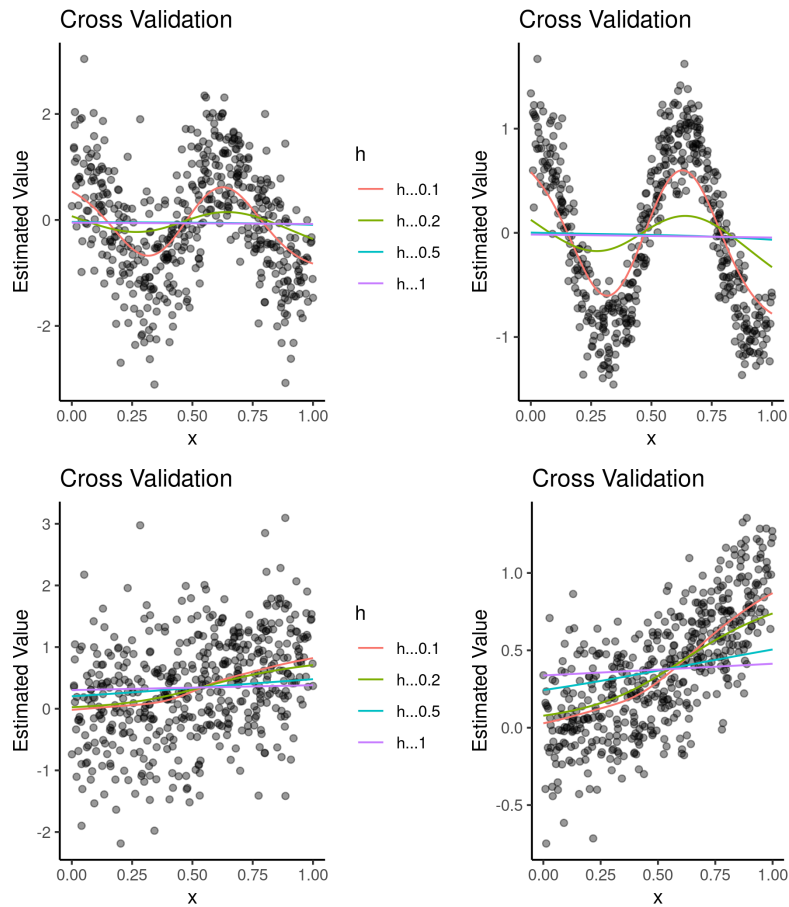 Cross Validation
Estimated Value
2
0
-2
0.00 0.25 0.50 0.75 1.00
x
h
h...0.1
h...0.2
h...0.5
h...1
Cross Validation
Estimated Value
1
0
-1
0.00 0.25 0.50 0.75 1.00
x
Cross Validation
Estimated Value
3
2
1
0
-1
-2
0.00 0.25 0.50 0.75 1.00
x
h
h...0.1
h...0.2
h...0.5
h...1
Cross Validation
Estimated Value
1.0
0.5
0.0
-0.5
0.00 0.25 0.50 0.75 1.00
x